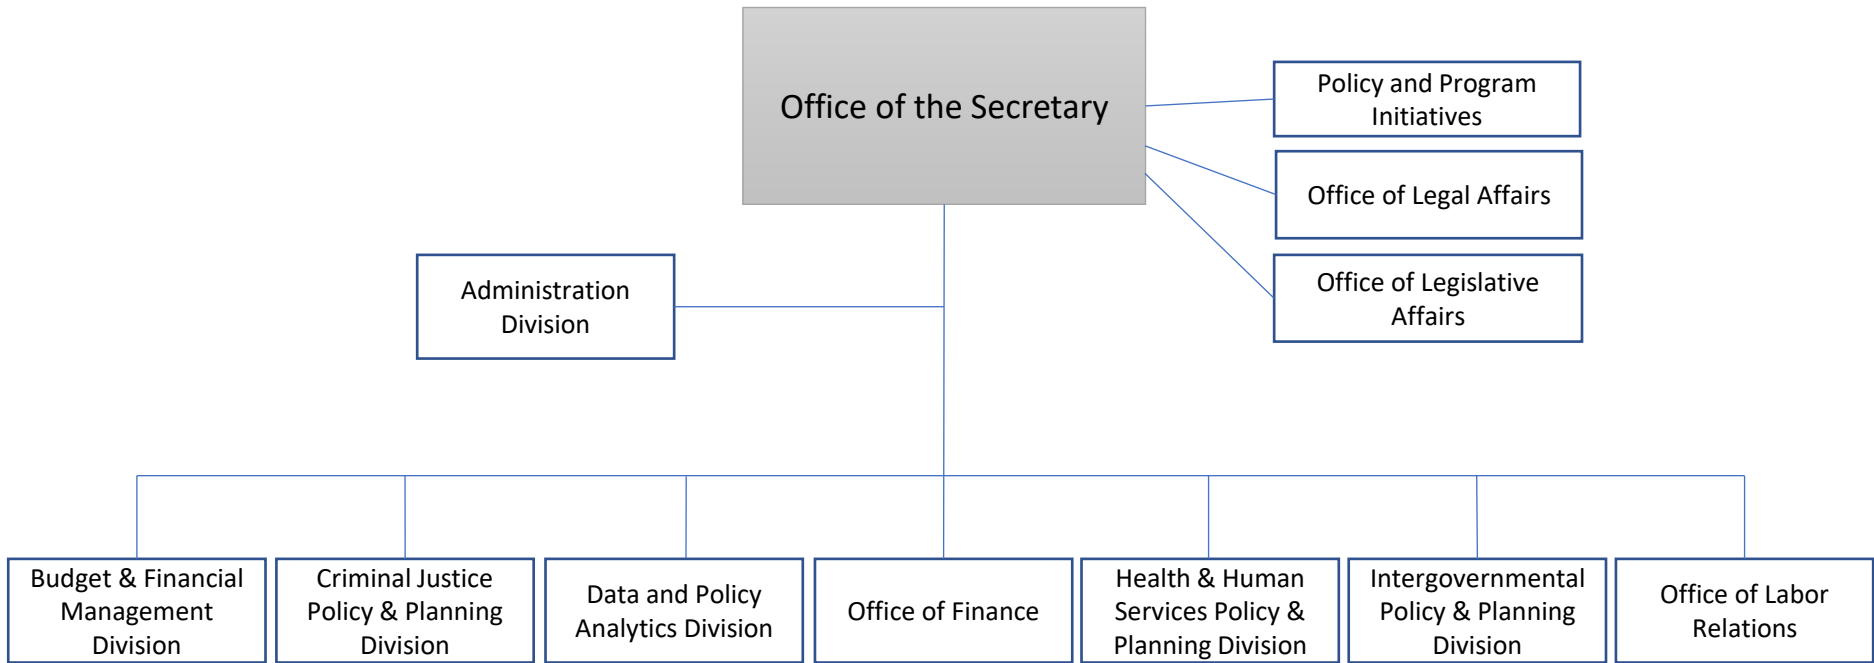 Office of the Secretary
Policy and Program
Initiatives
Office of Legal Affairs
Office of Legislative
Affairs
Administration
Division
Budget & Financial
Management
Division
Criminal Justice
Policy & Planning
Division
Data and Policy
Analytics Division
Office of Finance
Health & Human
Services Policy &
Planning Division
Intergovernmental
Policy & Planning
Division
Office of Labor
Relations